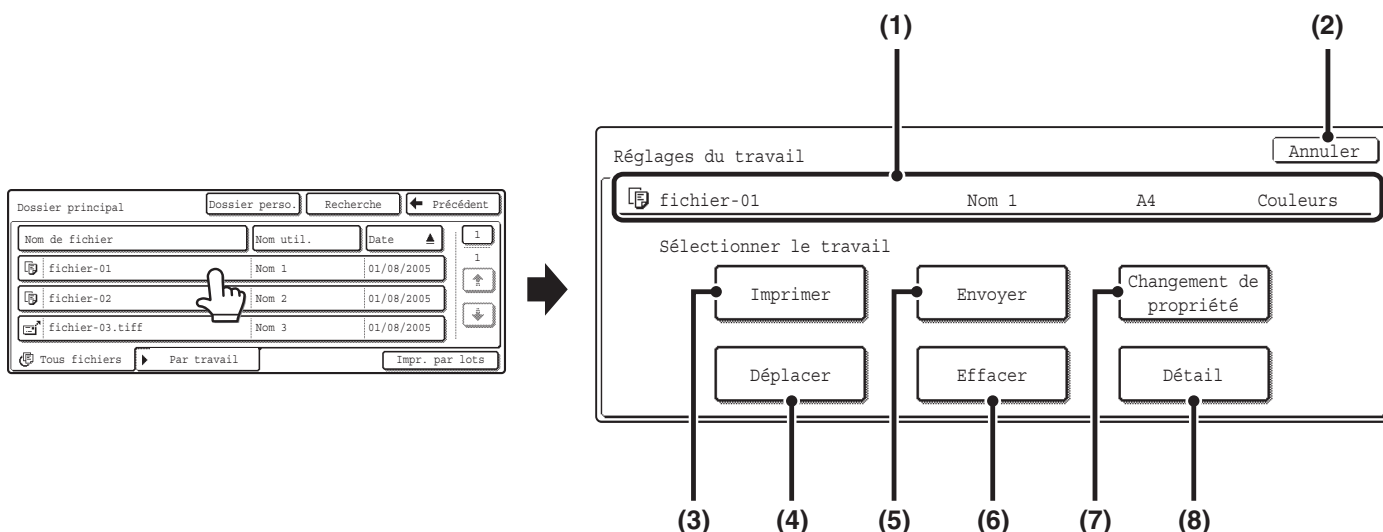 (1)
(2)
Réglages du travail
Annuler
fichier-01 Nom 1 A4 Couleurs
Sélectionner le travail
Imprimer
Envoyer
Changement de
propriété
Déplacer
Effacer
Détail
(3)
(4)
(5)
(6)
(7)
(8)
Dossier principal
Dossier perso.
Recherche
Précédent
Nom de fichier Nom util. Date
fichier-01 Nom 1 01/08/2005
fichier-02 Nom 2 01/08/2005
fichier-03.tiff Nom 3 01/08/2005
1
1
Tous fichiers
Par travail
Impr. par lots